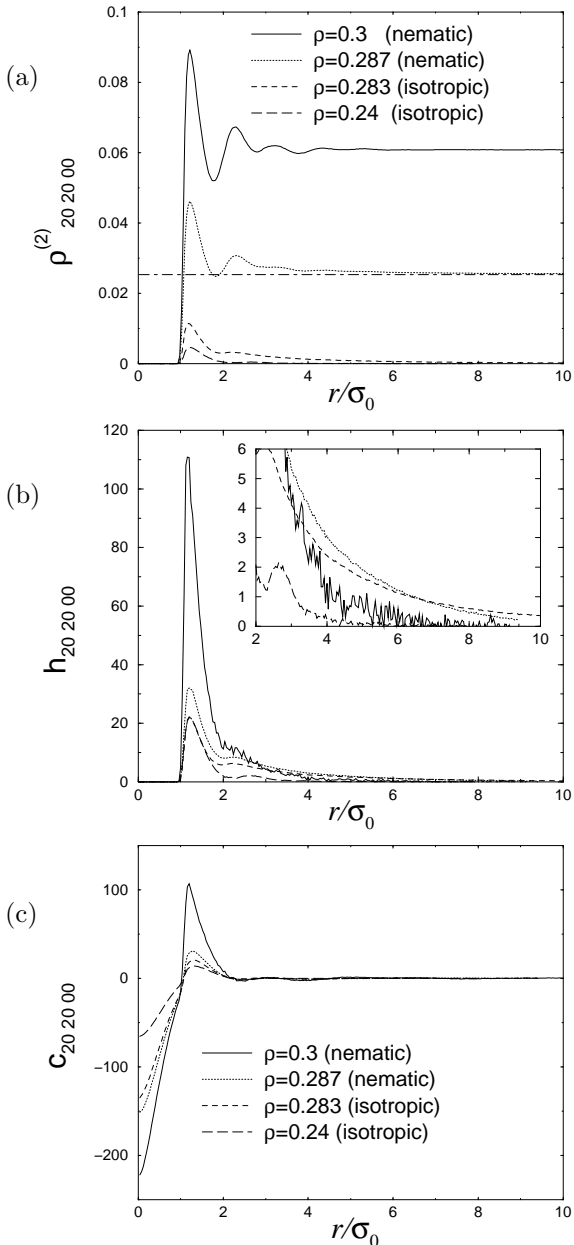 (a)
ρ=0.3 (nematic)
ρ=0.287 (nematic)
ρ=0.283 (isotropic)
ρ=0.24 (isotropic)
0.1
0.08
0.06
0.04
0.02
0
ρ(2) 20 20 00
0 2 4 6 8 10
r/σ0
(b)
120
100
80
60
40
20
0
h20 20 00
6
5
4
3
2
1
0
2 4 6 8 10
0 2 4 6 8 10
r/σ0
(c)
100
0
−100
−200
c20 20 00
ρ=0.3 (nematic)
ρ=0.287 (nematic)
ρ=0.283 (isotropic)
ρ=0.24 (isotropic)
0 2 4 6 8 10
r/σ0